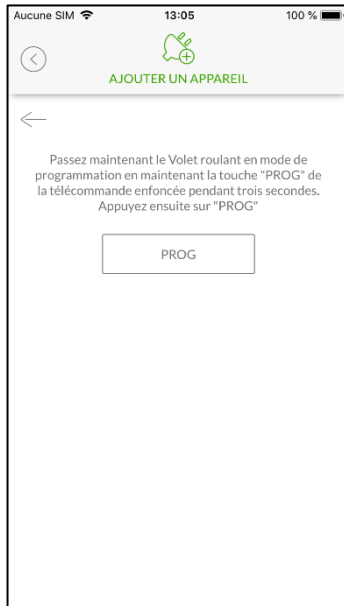 Aucune SIM 13:05 100 %
AJOUTER UN APPAREIL
Passez maintenant le Volet roulant en mode de
programmation en maintenant la touche "PROG" de
la télécommande enfoncée pendant trois secondes.
Appuyez ensuite sur "PROG"
PROG